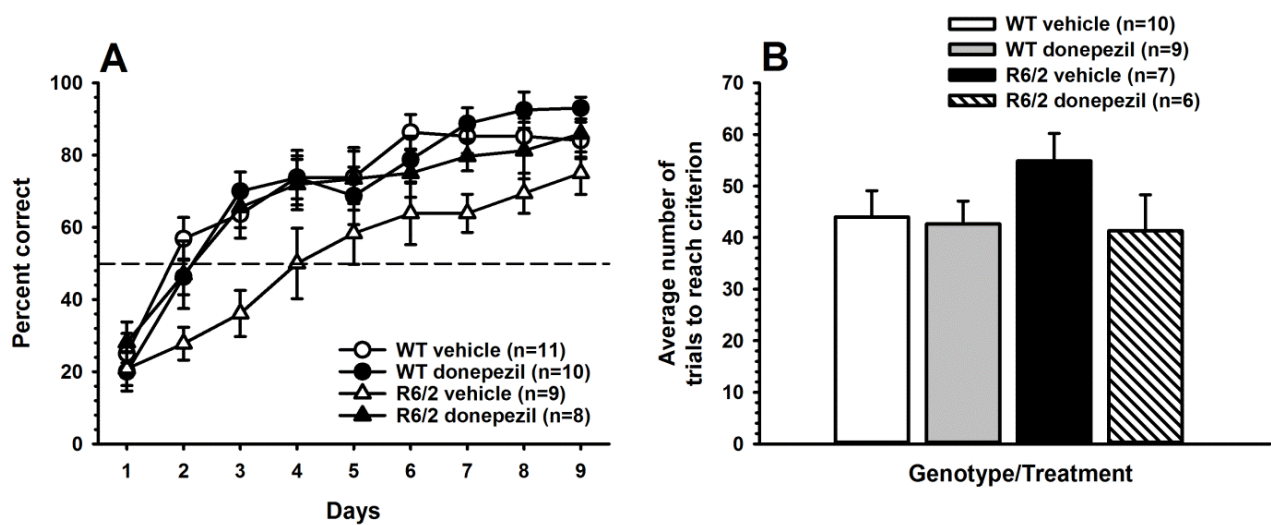 A
Percent correct
100
80
60
40
20
0
WT vehicle (n=11)
WT donepezil (n=10)
R6/2 vehicle (n=9)
R6/2 donepezil (n=8)
1 2 3 4 5 6 7 8 9
Days
B
WT vehicle (n=10)
WT donepezil (n=9)
R6/2 vehicle (n=7)
R6/2 donepezil (n=6)
Average number of
trials to reach criterion
70
60
50
40
30
20
10
0
Genotype/Treatment